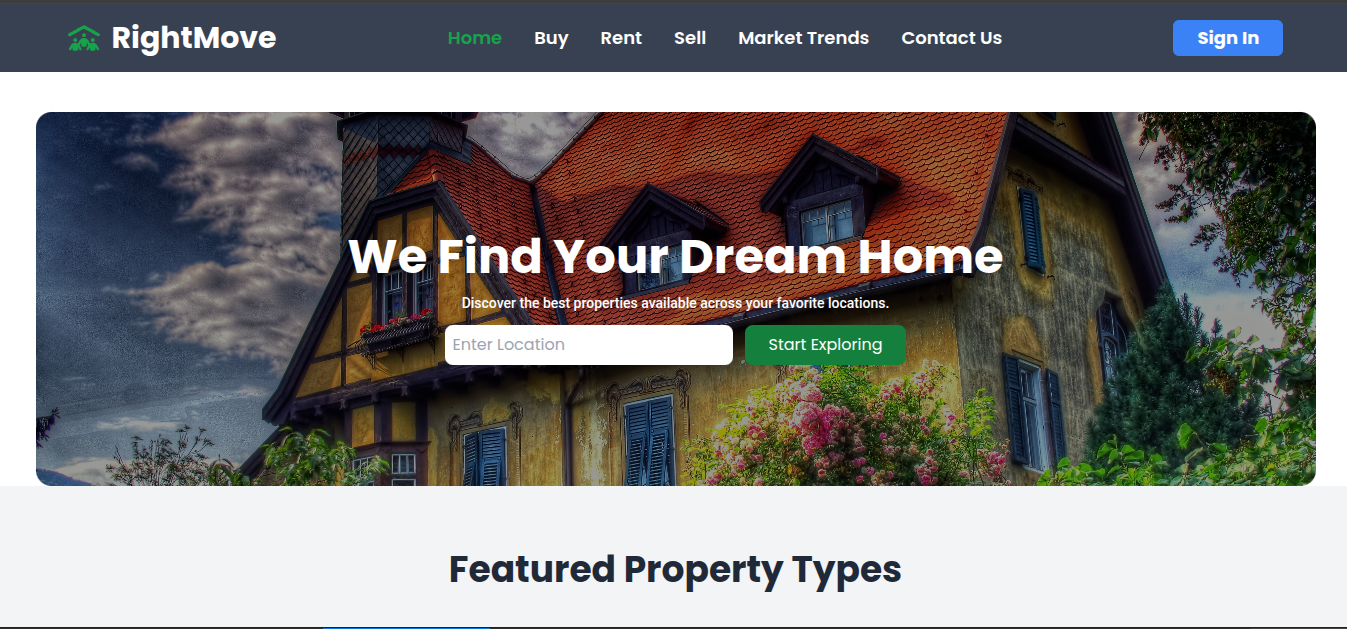 RightMove
Home Buy Rent Sell Market Trends Contact Us
Sign In
We Find Your Dream Home
Discover the best properties available across your favorite locations.
Enter Location
Start Exploring
Featured Property Types